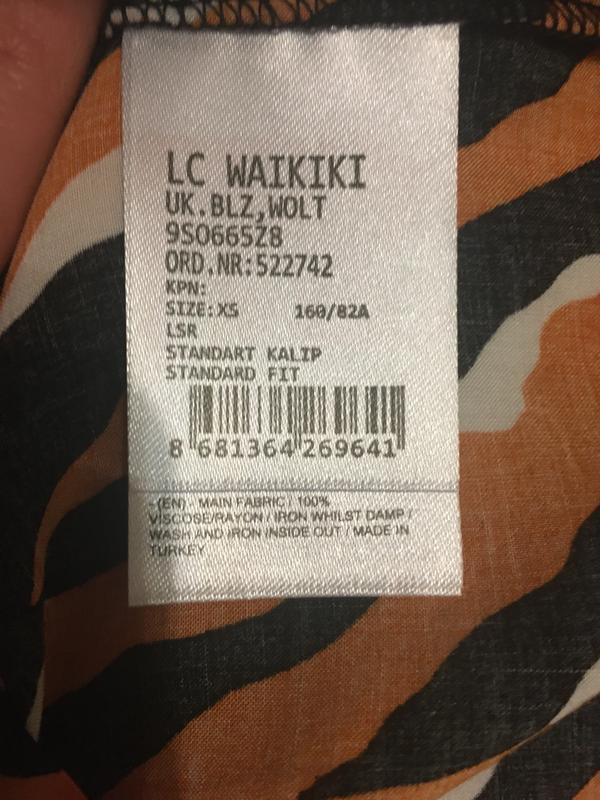 LC WAIKIKI
UK.BLZ,WOLT
9SO665Z8
ORD.NR:522742
KPN:
SIZE:XS 160/82A
LSR
STANDART KALIP
STANDARD FIT
8 681364 269641
(EN) MAIN FABRIC / 100%
VISCOSE/RAYON / IRON WHILST DAMP /
WASH AND IRON INSIDE OUT / MADE IN
TURKEY